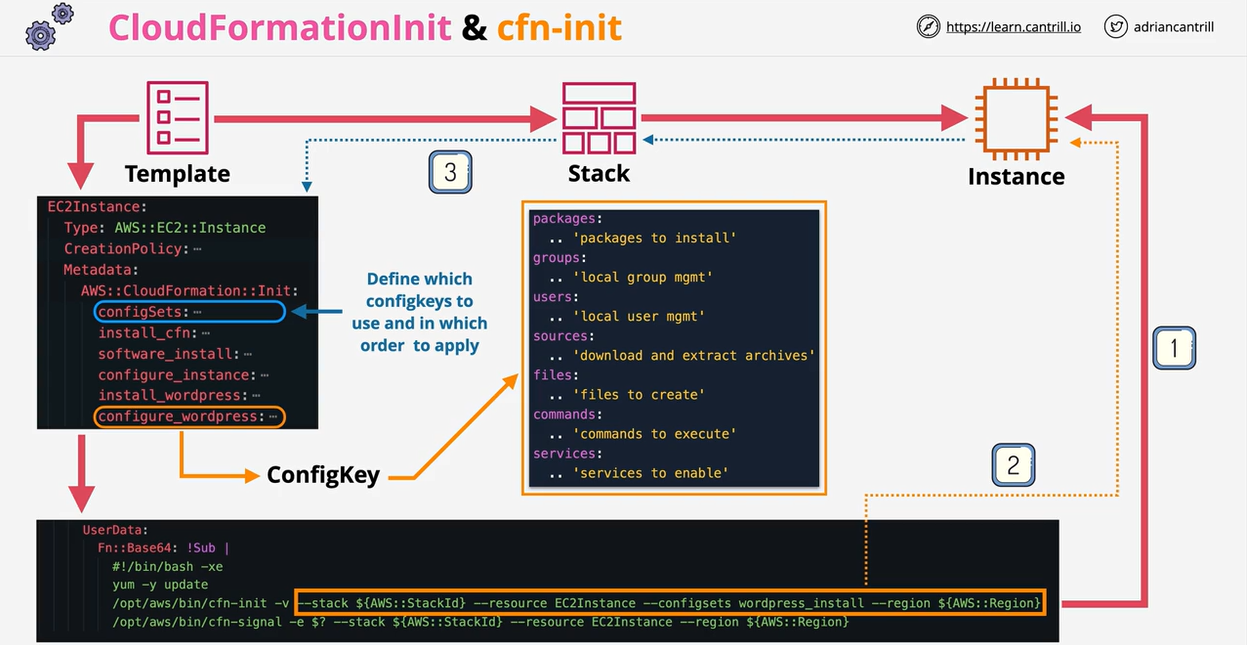 CloudFormationInit & cfn-init
https://learn.cantrill.io
adriancantrill
Template
3
Stack
Instance
EC2Instance:
Type: AWS::EC2::Instance
CreationPolicy: ⋯
Metadata:
AWS::CloudFormation::Init:
configSets: ⋯
install_cfn: ⋯
software_install: ⋯
configure_instance: ⋯
install_wordpress: ⋯
configure_wordpress: ⋯
Define which
configkeys to
use and in which
order to apply
packages:
.. 'packages to install'
groups:
.. 'local group mgmt'
users:
.. 'local user mgmt'
sources:
.. 'download and extract archives'
files:
.. 'files to create'
commands:
.. 'commands to execute'
services:
.. 'services to enable'
1
ConfigKey
2
UserData:
Fn::Base64: !Sub |
#!/bin/bash -xe
yum -y update
/opt/aws/bin/cfn-init -v --stack ${AWS::StackId} --resource EC2Instance --configsets wordpress_install --region ${AWS::Region}
/opt/aws/bin/cfn-signal -e $? --stack ${AWS::StackId} --resource EC2Instance --region ${AWS::Region}